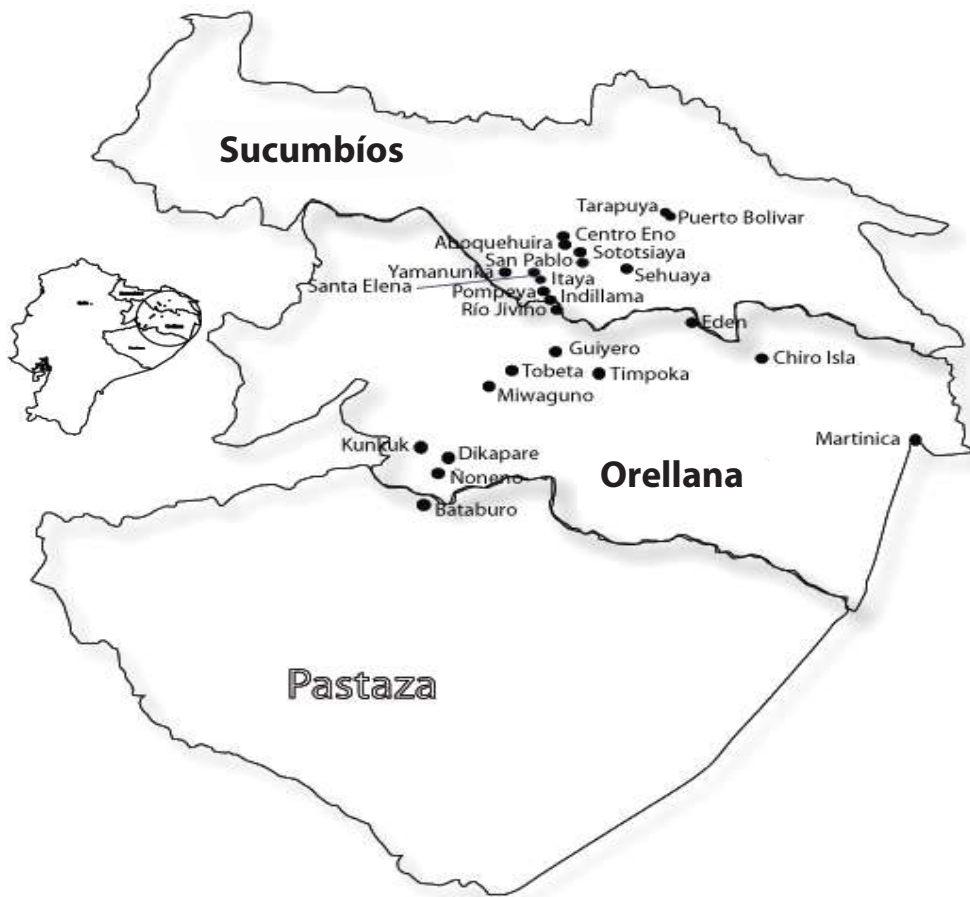 Sucumbíos
Tarapuya
Puerto Bolivar
Centro Eno
Aboquehuira
Sototsiaya
San Pablo
Sehuaya
Yamanunka
Itaya
Santa Elena
Pompeya
Indillama
Río Jivino
Eden
Guiyero
Chiro Isla
Tobeta
Timpoka
Miwaguno
Martinica
Kunkuk
Dikapare
Orellana
Ñoneno
Bataburo
Pastaza